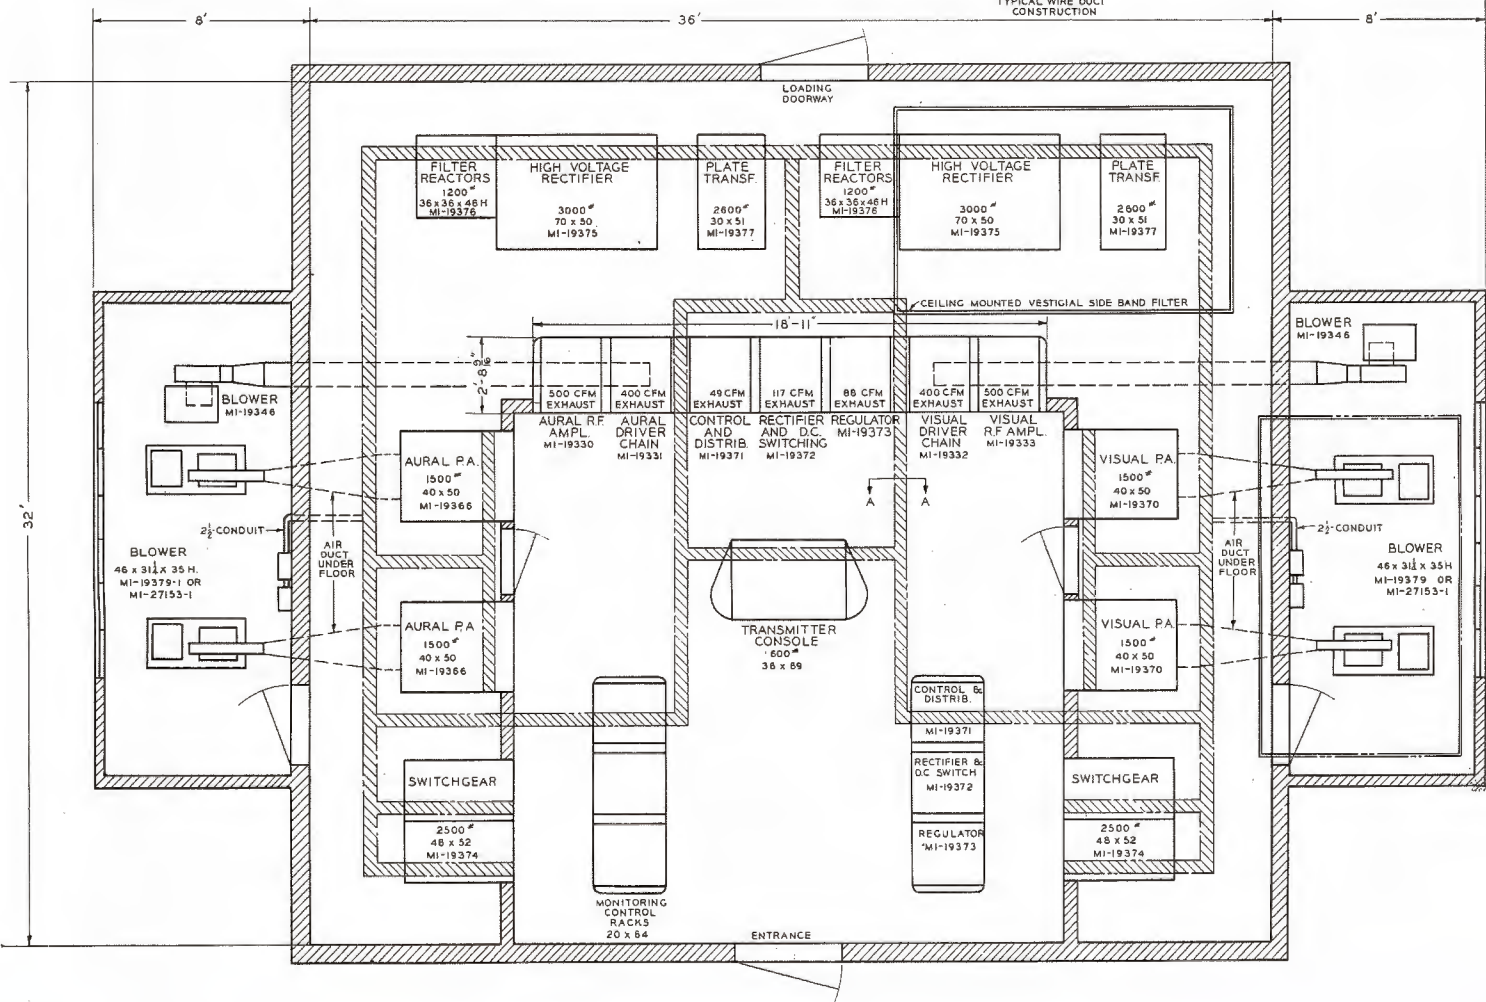 TYPICAL WIRE DUCT
CONSTRUCTION
8'
36'
8'
LOADING
DOORWAY
FILTER
REACTORS
1200#
36x36x46H
MI-19376
HIGH VOLTAGE
RECTIFIER
3000#
70 x 50
MI-19375
PLATE
TRANSF.
2600#
30 x 51
MI-19377
FILTER
REACTORS
1200#
36x36x46H
MI-19376
HIGH VOLTAGE
RECTIFIER
3000#
70 x 50
MI-19375
PLATE
TRANSF.
2600#
30 x 51
MI-19377
CEILING MOUNTED VESTIGIAL SIDE BAND FILTER
18'-11"
2'-8 9/16"
BLOWER
MI-19346
BLOWER
MI-19346
500 CFM
EXHAUST
400 CFM
EXHAUST
49 CFM
EXHAUST
117 CFM
EXHAUST
88 CFM
EXHAUST
400 CFM
EXHAUST
500 CFM
EXHAUST
AURAL R.F.
AMPL.
MI-19330
AURAL
DRIVER
CHAIN
MI-19331
CONTROL
AND
DISTRIB.
MI-19371
RECTIFIER
AND D.C.
SWITCHING
MI-19372
REGULATOR
MI-19373
VISUAL
DRIVER
CHAIN
MI-19332
VISUAL
R.F. AMPL.
MI-19333
AURAL P.A.
1500#
40 x 50
MI-19366
VISUAL P.A.
1500#
40 x 50
MI-19370
A A
32'
2½-CONDUIT
AIR
DUCT
UNDER
FLOOR
BLOWER
46 x 31¼ x 35 H.
MI-19379-1 OR
MI-27153-1
AIR
DUCT
UNDER
FLOOR
2½-CONDUIT
BLOWER
46 x 31¼ x 35H
MI-19379 OR
MI-27153-1
AURAL P.A
1500#
40 x 50
MI-19366
TRANSMITTER
CONSOLE
600#
38 x 69
VISUAL P.A.
1500#
40 x 50
MI-19370
CONTROL &
DISTRIB.
MI-19371
RECTIFIER &
D.C SWITCH
MI-19372
REGULATOR
MI-19373
SWITCHGEAR
2500#
48 x 52
MI-19374
SWITCHGEAR
2500#
48 x 52
MI-19374
MONITORING
CONTROL
RACKS
20 x 84
ENTRANCE